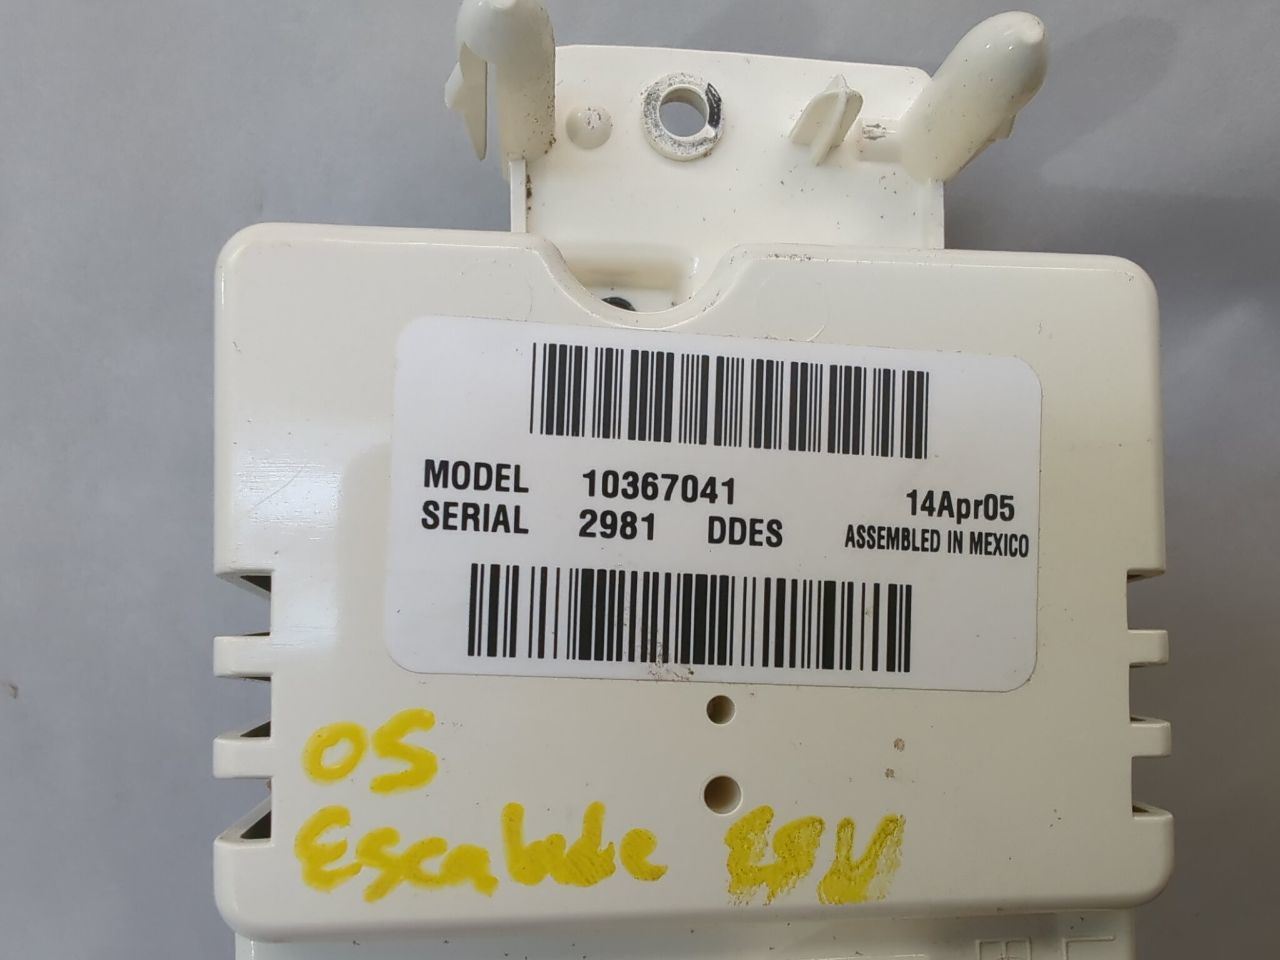 MODEL 10367041 14Apr05
SERIAL 2981 DDES ASSEMBLED IN MEXICO
05
Escalade ESV